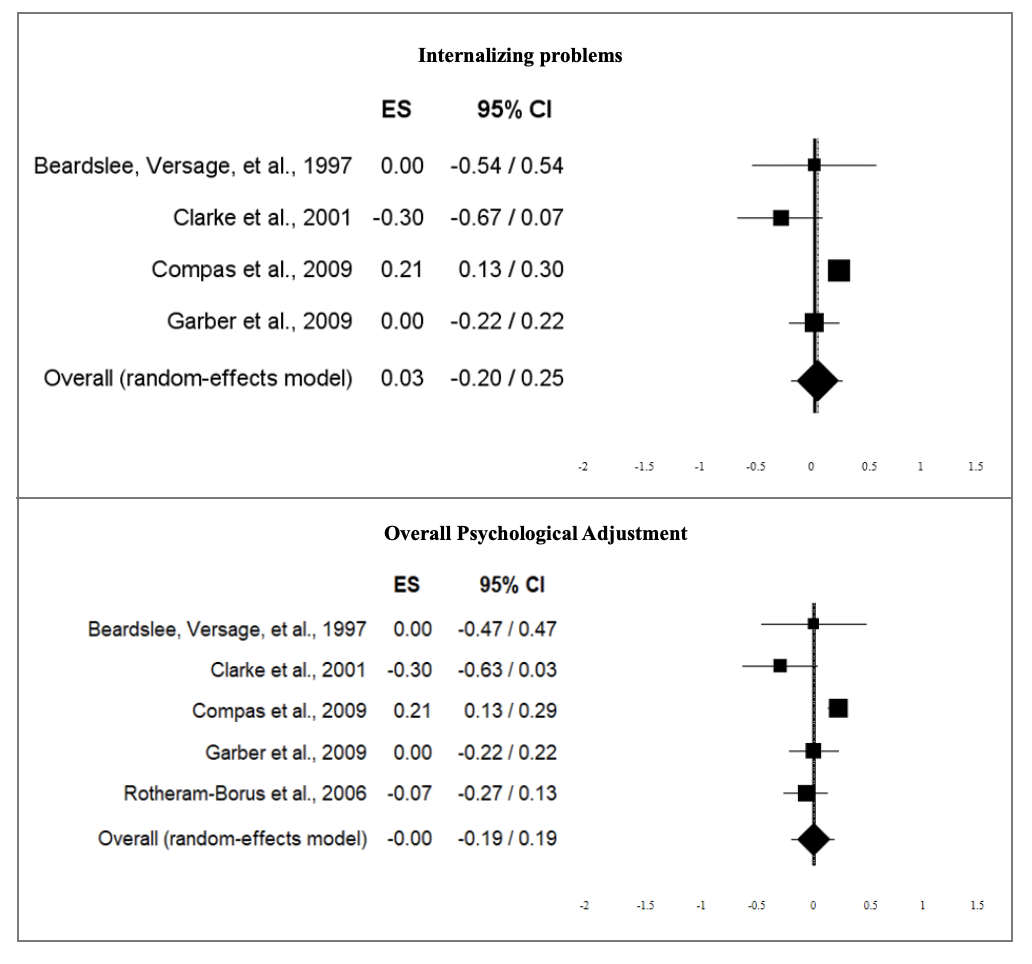 Internalizing problems
ES 95% CI
Beardslee, Versage, et al., 1997 0.00 -0.54 / 0.54
Clarke et al., 2001 -0.30 -0.67 / 0.07
Compas et al., 2009 0.21 0.13 / 0.30
Garber et al., 2009 0.00 -0.22 / 0.22
Overall (random-effects model) 0.03 -0.20 / 0.25
-2 -1.5 -1 -0.5 0 0.5 1 1.5
Overall Psychological Adjustment
ES 95% CI
Beardslee, Versage, et al., 1997 0.00 -0.47 / 0.47
Clarke et al., 2001 -0.30 -0.63 / 0.03
Compas et al., 2009 0.21 0.13 / 0.29
Garber et al., 2009 0.00 -0.22 / 0.22
Rotheram-Borus et al., 2006 -0.07 -0.27 / 0.13
Overall (random-effects model) -0.00 -0.19 / 0.19
-2 -1.5 -1 -0.5 0 0.5 1 1.5